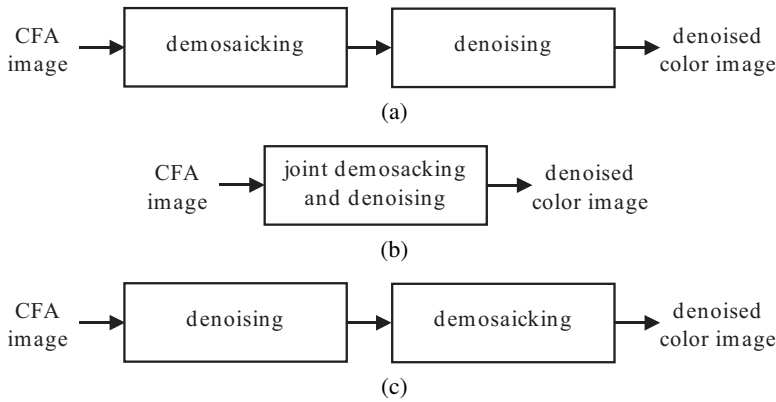 CFA
image
demosaicking
denoising
denoised
color image
(a)
CFA
image
joint demosacking
and denoising
denoised
color image
(b)
CFA
image
denoising
demosaicking
denoised
color image
(c)